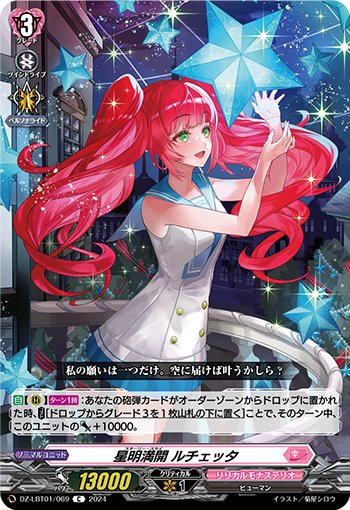 3
グレード
ツインドライブ
ペルソナライド
私の願いは一つだけ。空に届けば叶うかしら？
自【R】【ターン1回】：あなたの砲弾カードがオーダーゾーンからドロップに置かれ
た時、[ドロップからグレード３を１枚山札の下に置く]ことで、そのターン中、
このユニットの+10000。
星明満開 ルチェッタ
ノーマルユニット
パワー 13000
クリティカル
1
リリカルモナステリオ
ヒューマン
DZ-LBT01/069 C 2024
イラスト／菊屋シロウ